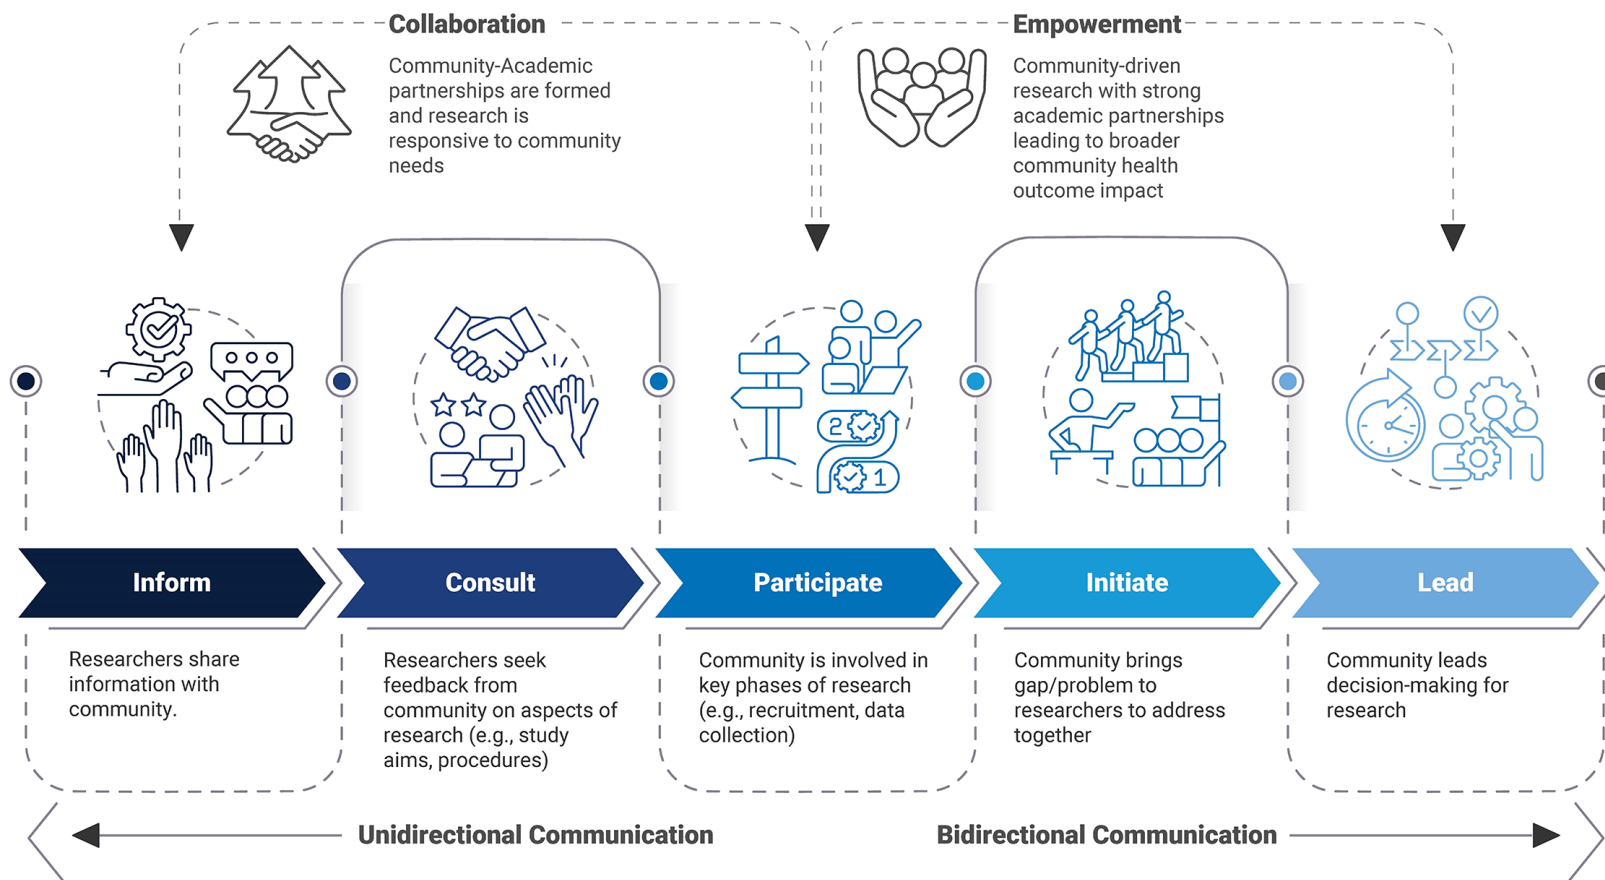 Collaboration
Community-Academic
partnerships are formed
and research is
responsive to community
needs
Empowerment
Community-driven
research with strong
academic partnerships
leading to broader
community health
outcome impact
2
1
Inform
Consult
Participate
Initiate
Lead
Researchers share
information with
community.
Researchers seek
feedback from
community on aspects of
research (e.g., study
aims, procedures)
Community is involved in
key phases of research
(e.g., recruitment, data
collection)
Community brings
gap/problem to
researchers to address
together
Community leads
decision-making for
research
Unidirectional Communication
Bidirectional Communication